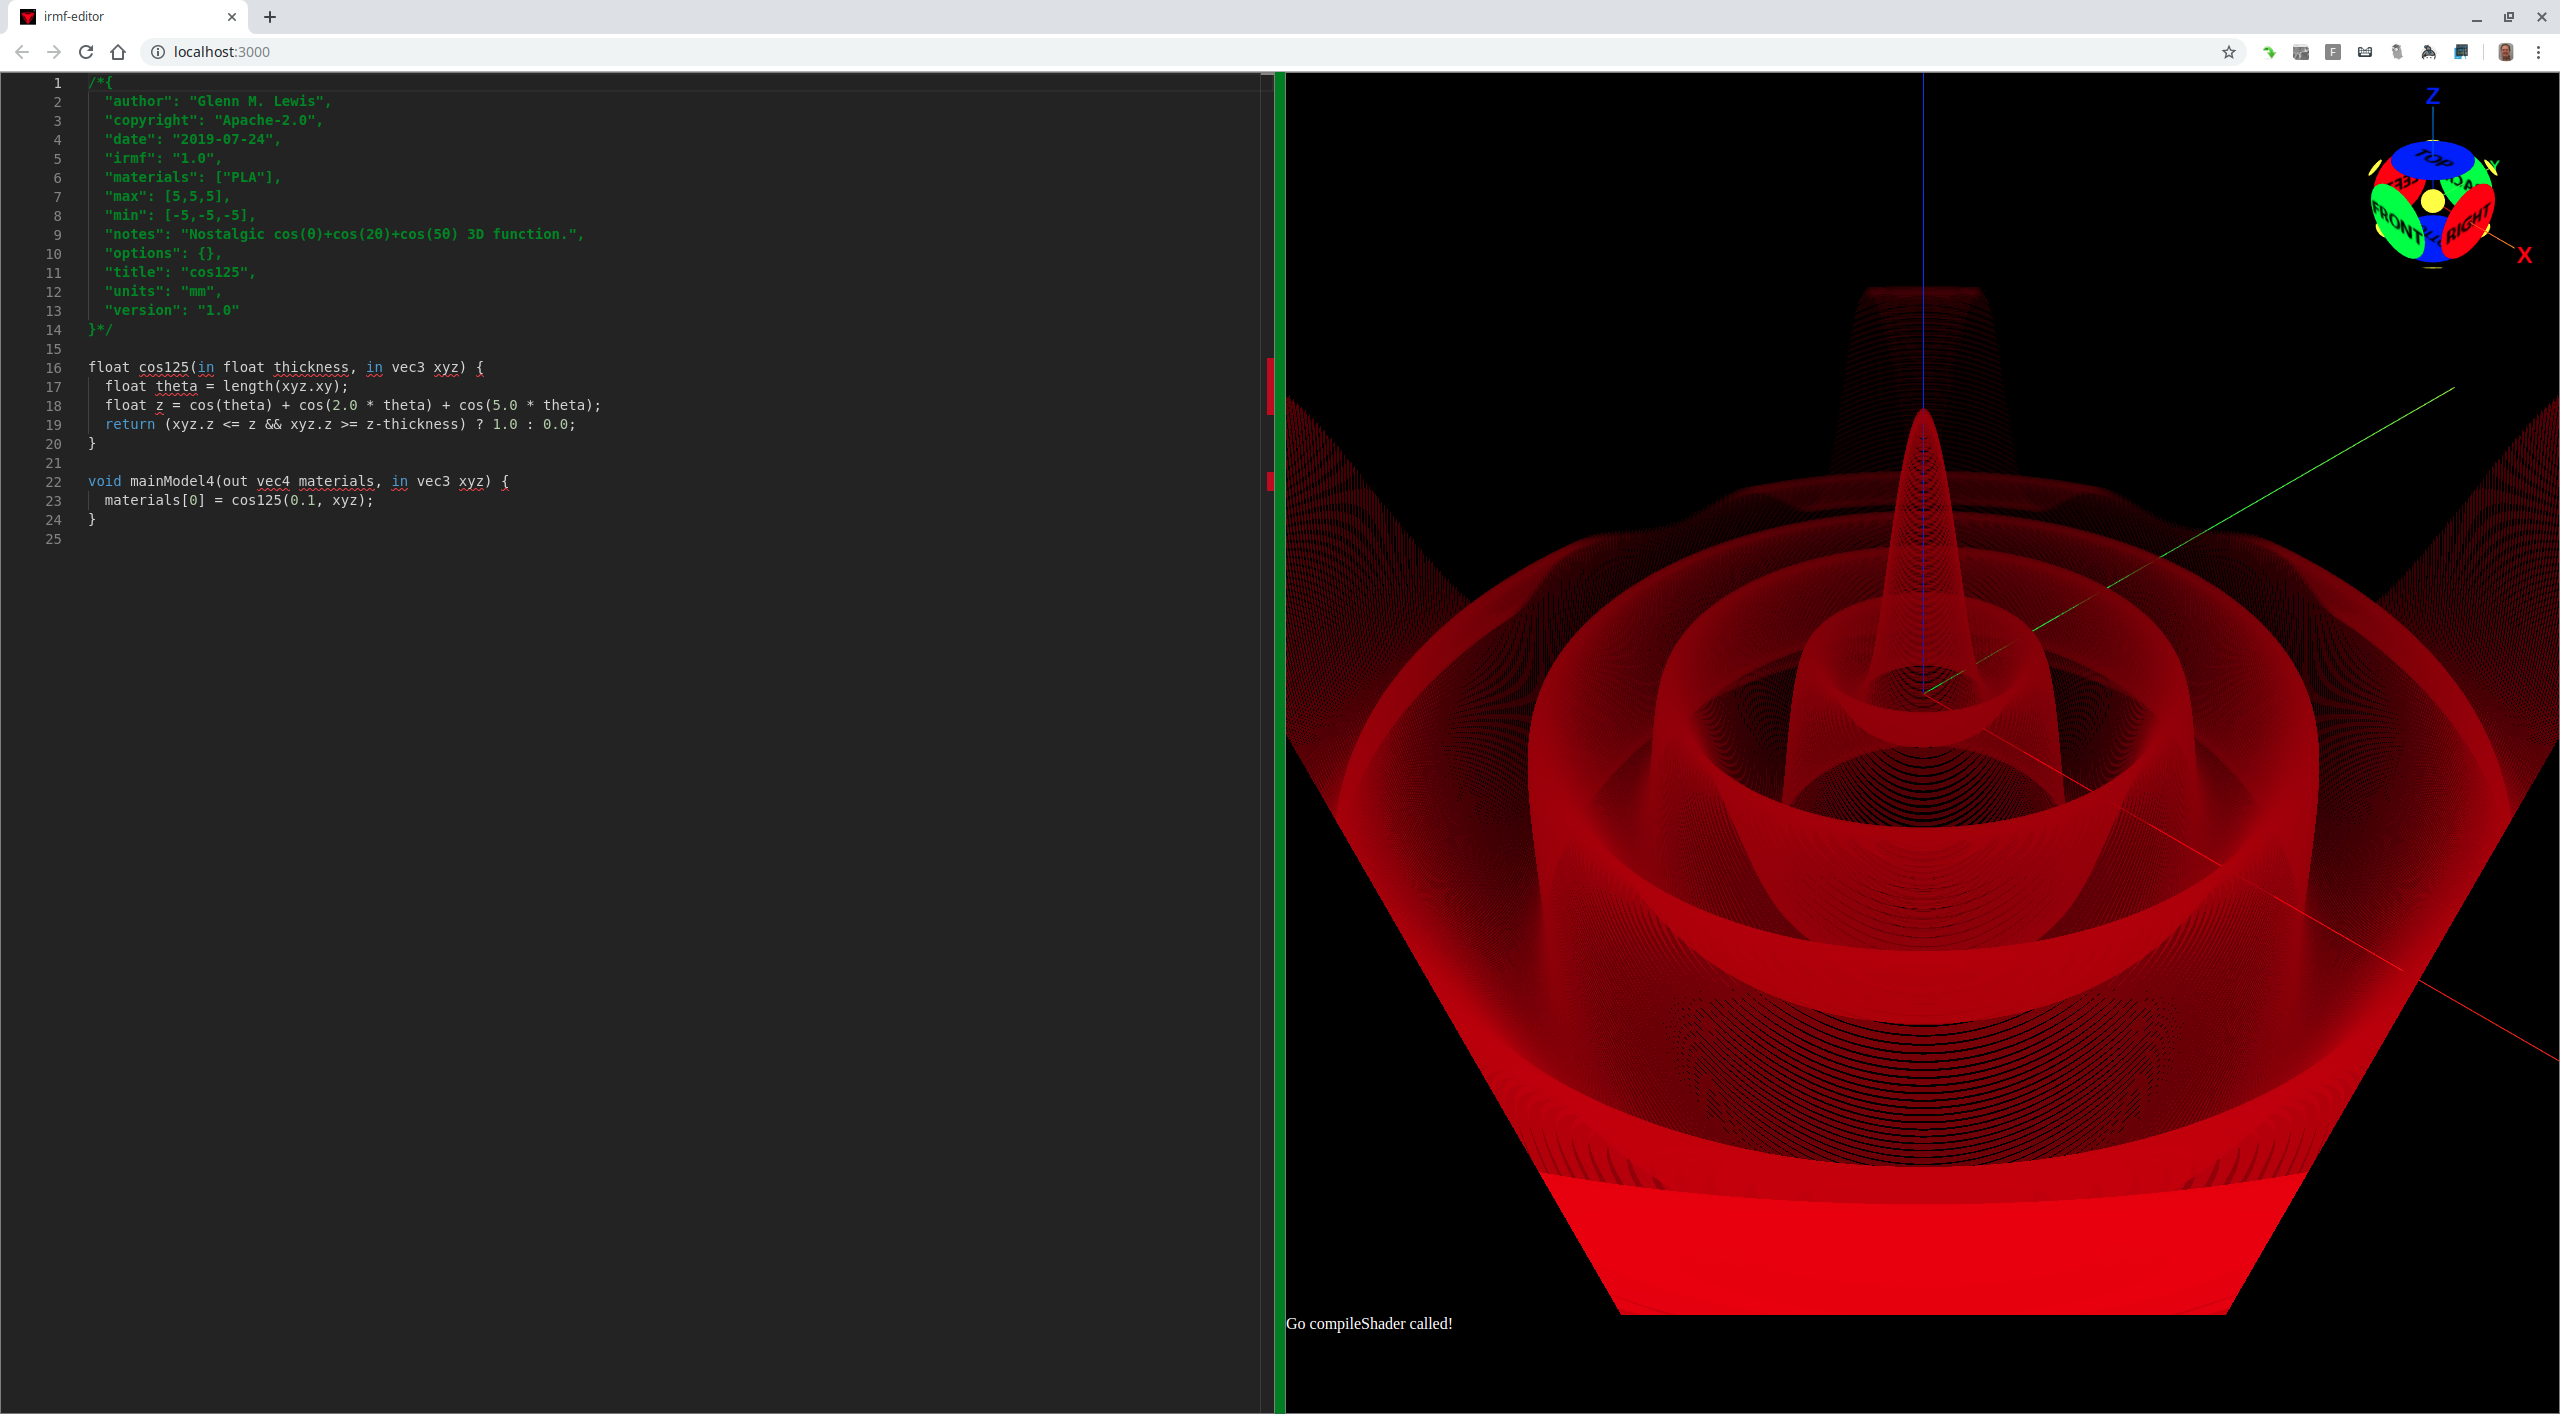 irmf-editor
localhost:3000
1 /*{
2 "author": "Glenn M. Lewis",
3 "copyright": "Apache-2.0",
4 "date": "2019-07-24",
5 "irmf": "1.0",
6 "materials": ["PLA"],
7 "max": [5,5,5],
8 "min": [-5,-5,-5],
9 "notes": "Nostalgic cos(θ)+cos(2θ)+cos(5θ) 3D function.",
10 "options": {},
11 "title": "cos125",
12 "units": "mm",
13 "version": "1.0"
14 }*/
15
16 float cos125(in float thickness, in vec3 xyz) {
17 float theta = length(xyz.xy);
18 float z = cos(theta) + cos(2.0 * theta) + cos(5.0 * theta);
19 return (xyz.z <= z && xyz.z >= z-thickness) ? 1.0 : 0.0;
20 }
21
22 void mainModel4(out vec4 materials, in vec3 xyz) {
23 materials[0] = cos125(0.1, xyz);
24 }
25
Z
TOP
Y
FRONT
RIGHT
X
Go compileShader called!